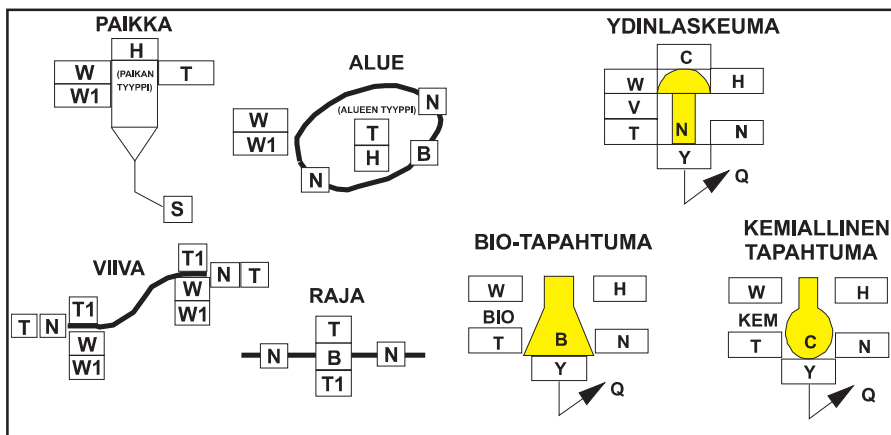 PAIKKA
H
W
(PAIKAN
TYYPPI)
T
W1
S
ALUE
N
W
(ALUEEN TYYPPI)
W1
T
H
B
N
YDINLASKEUMA
C
W
H
V
T
N
N
Y
Q
VIIVA
T1
N
T
W
W1
T1
T
N
W
W1
RAJA
T
N
B
N
T1
BIO-TAPAHTUMA
W
H
BIO
T
B
N
Y
Q
KEMIALLINEN
TAPAHTUMA
W
H
KEM
T
C
N
Y
Q